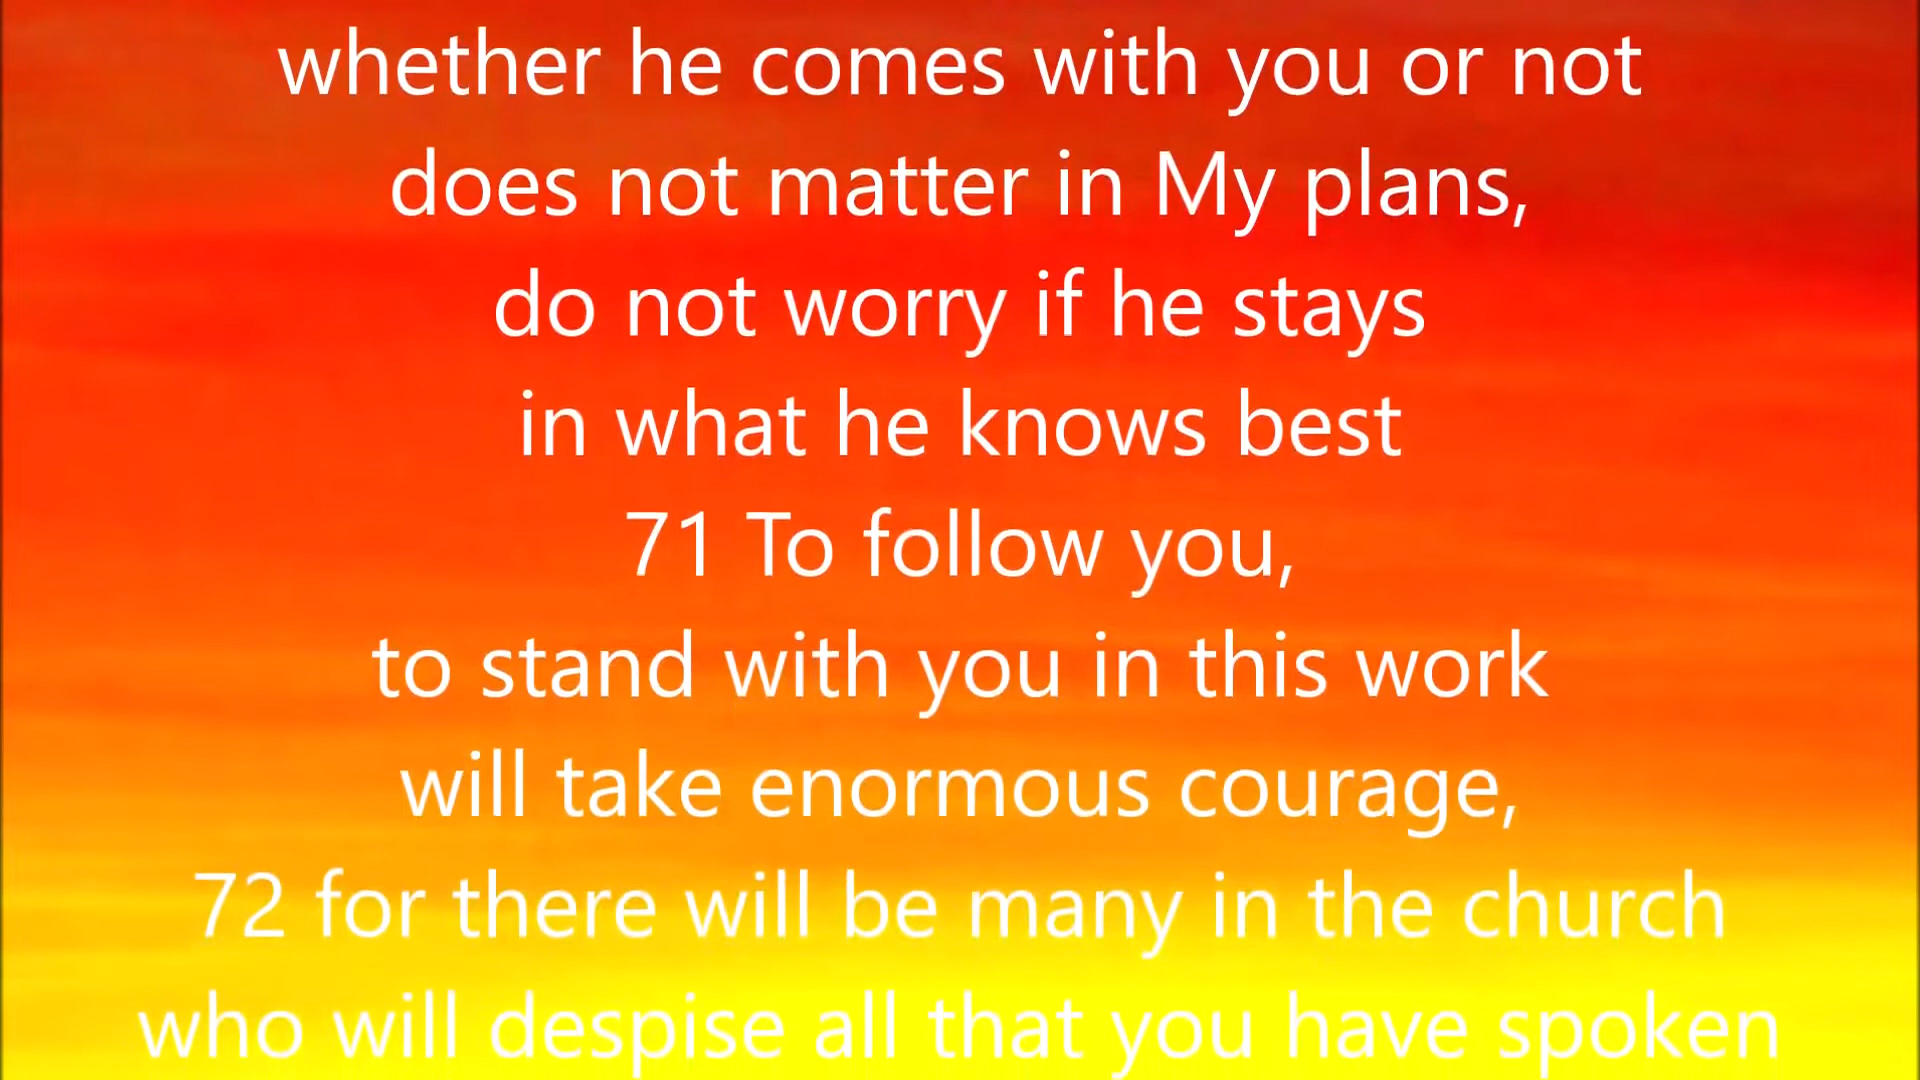 whether he comes with you or not
does not matter in My plans,
do not worry if he stays
in what he knows best
71 To follow you,
to stand with you in this work
will take enormous courage,
72 for there will be many in the church
who will despise all that you have spoken